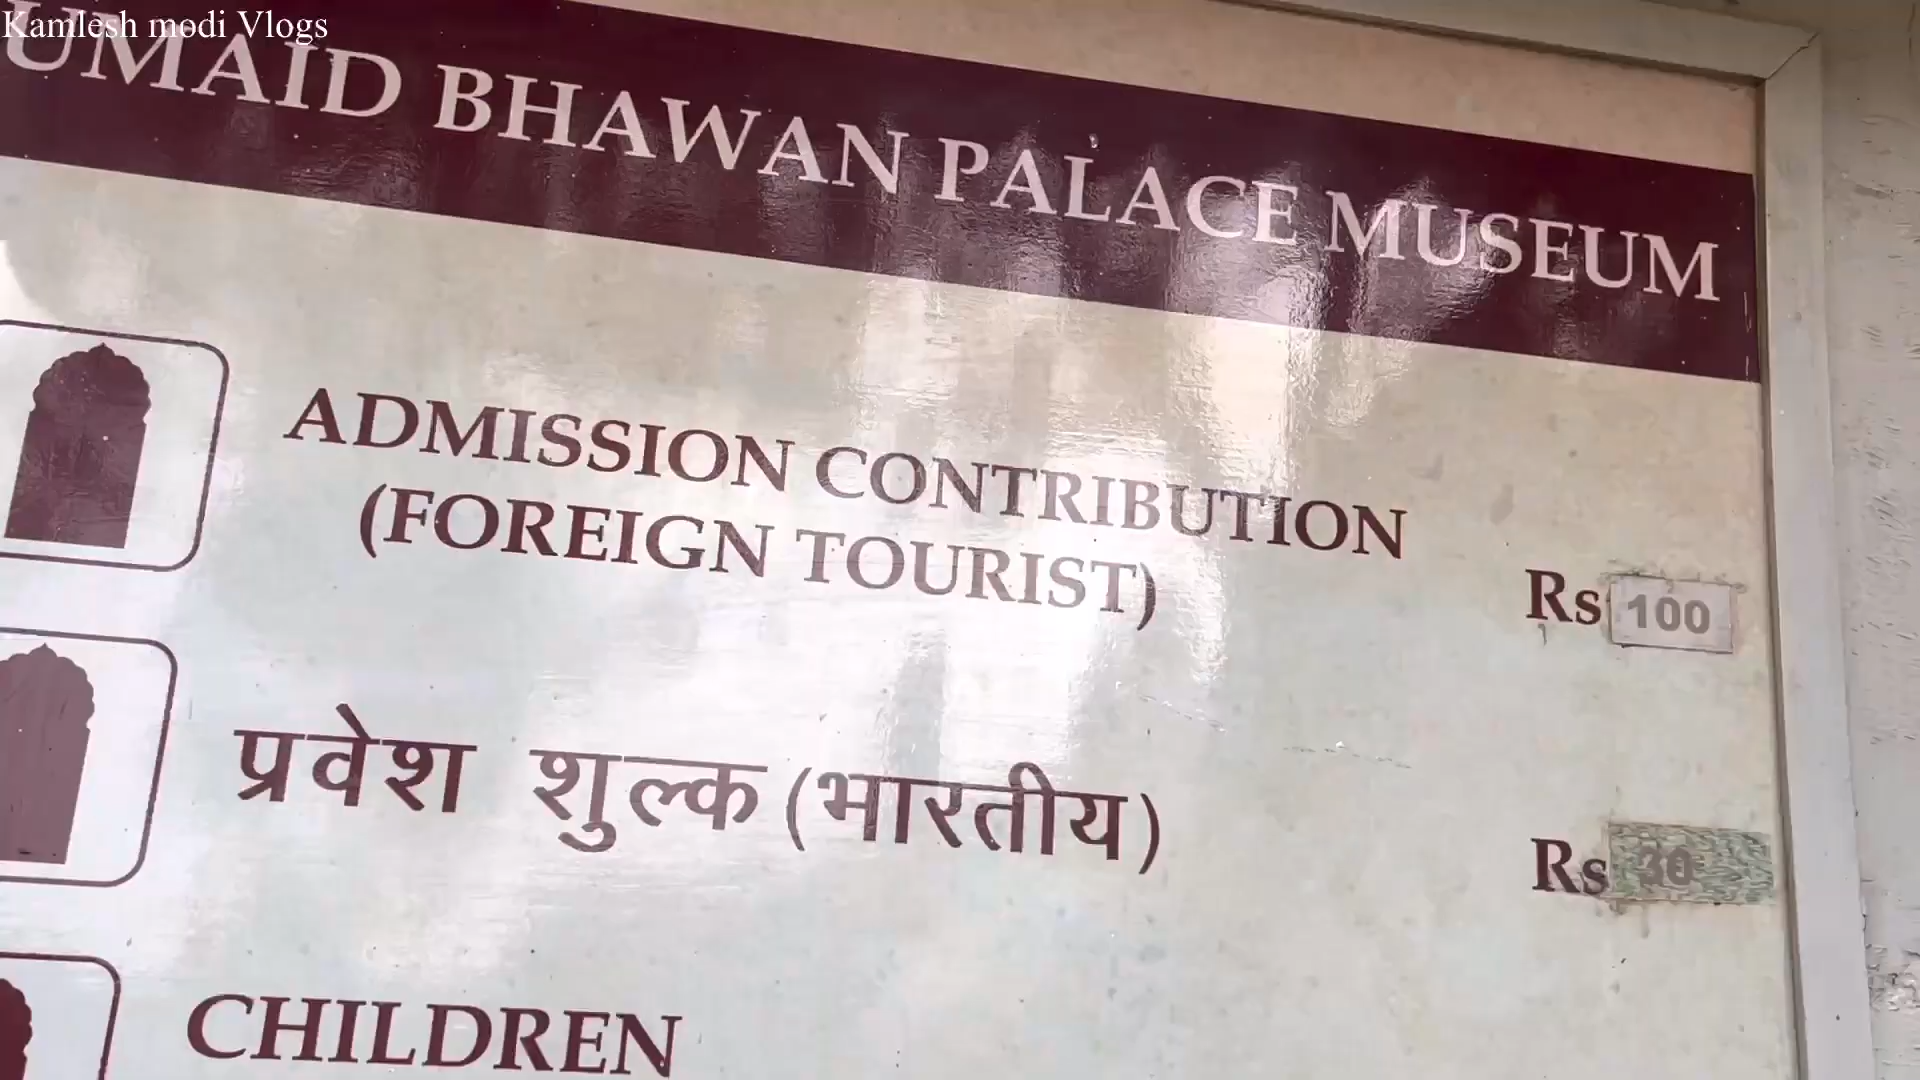 Kamlesh modi Vlogs
UMAID BHAWAN PALACE MUSEUM
ADMISSION CONTRIBUTION
(FOREIGN TOURIST)
Rs 100
प्रवेश शुल्क (भारतीय)
Rs 30
CHILDREN